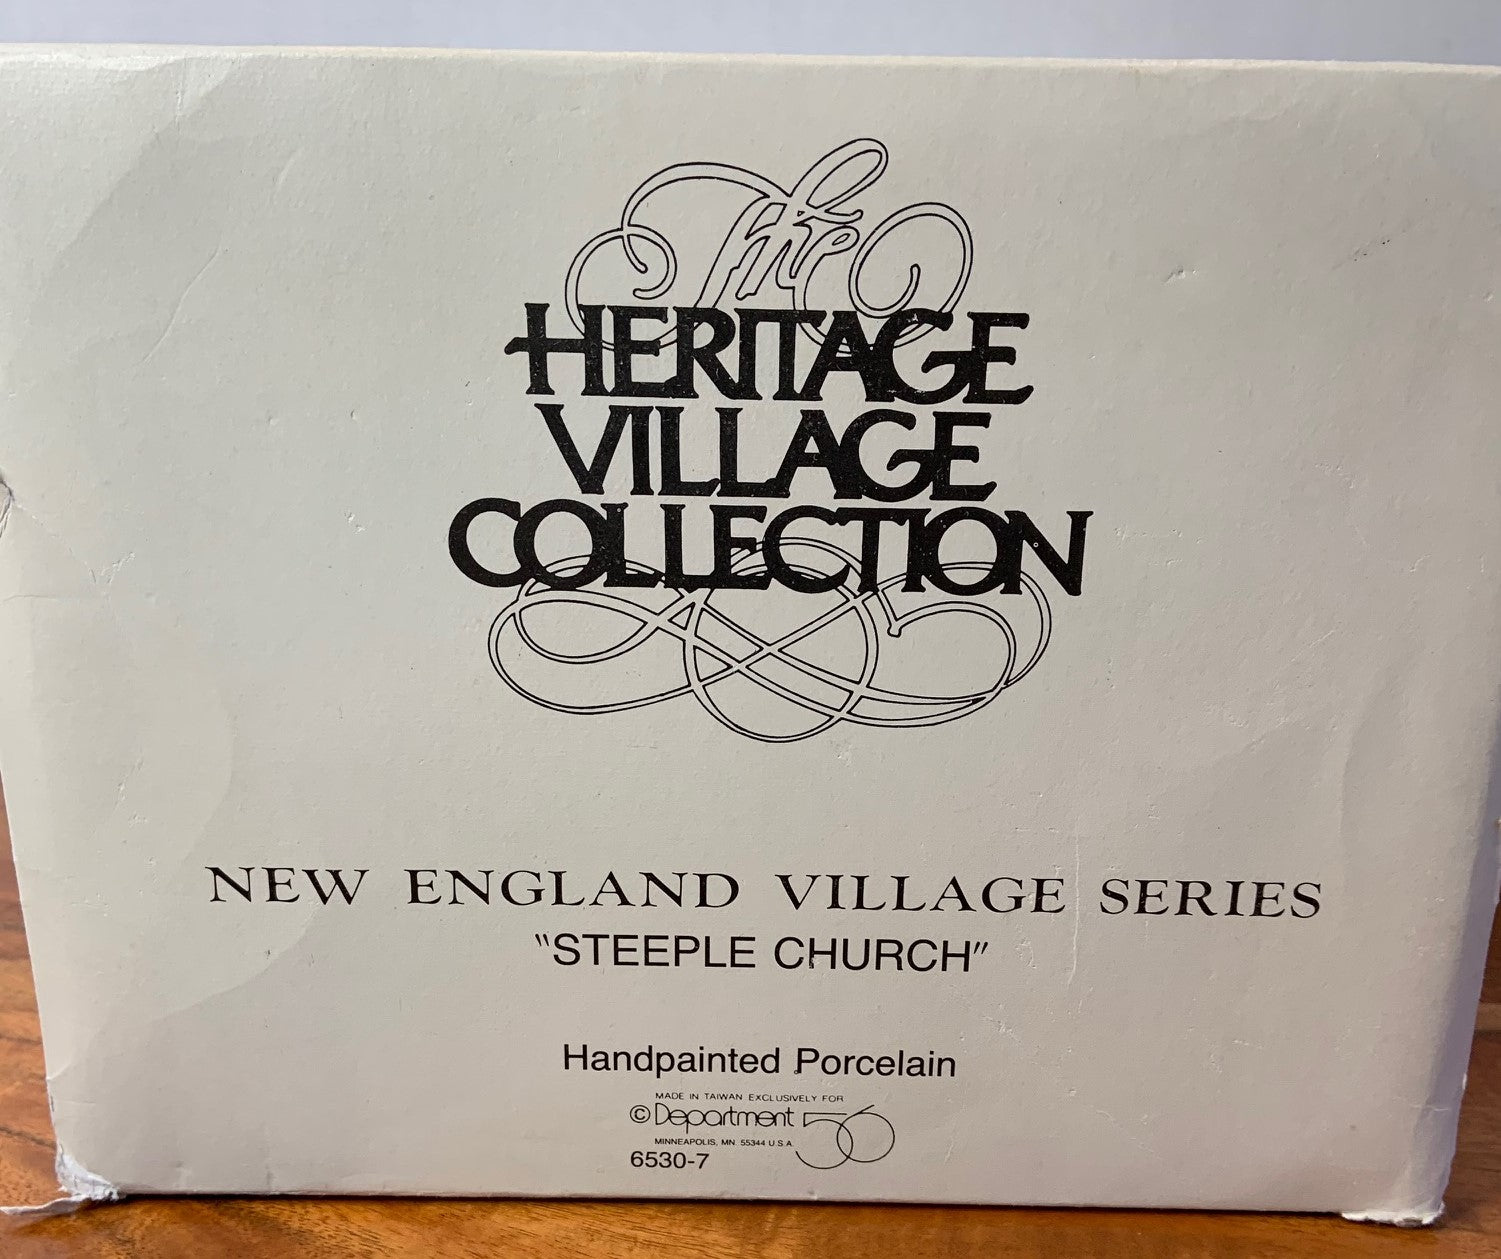 The
HERITAGE
VILLAGE
COLLECTION
NEW ENGLAND VILLAGE SERIES
"STEEPLE CHURCH"
Handpainted Porcelain
MADE IN TAIWAN EXCLUSIVELY FOR
© Department 56
MINNEAPOLIS, MN. 55344 U.S.A.
6530-7